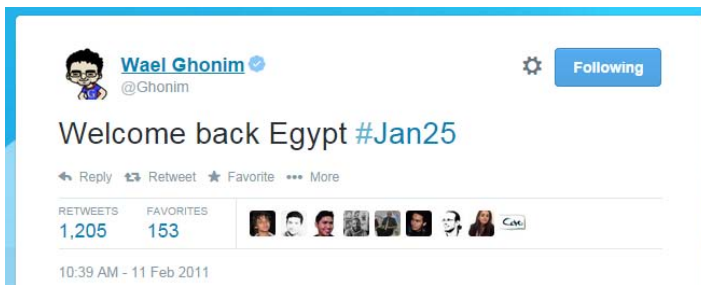 Wael Ghonim
@Ghonim
Following
Welcome back Egypt #Jan25
Reply Retweet Favorite More
RETWEETS FAVORITES
1,205 153
10:39 AM - 11 Feb 2011